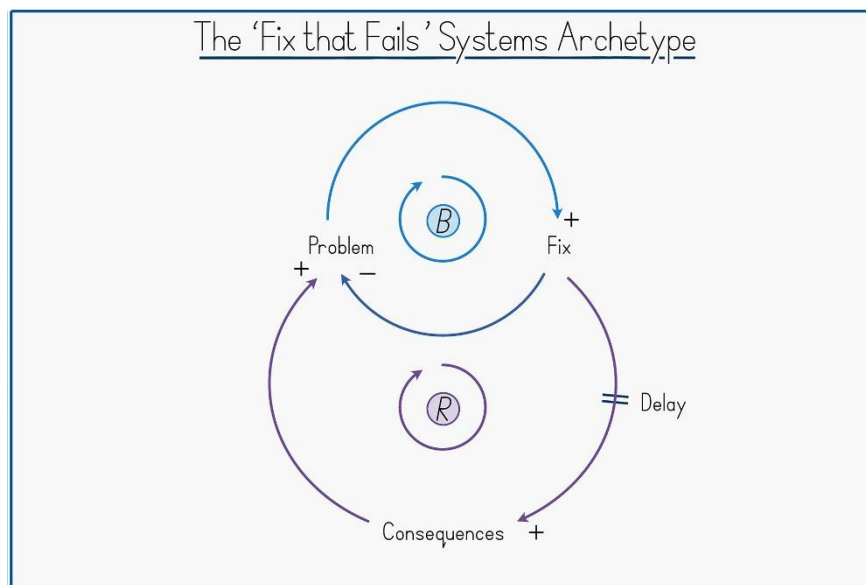 The 'Fix that Fails' Systems Archetype
B
+
Problem
Fix
+
−
R
Delay
Consequences +